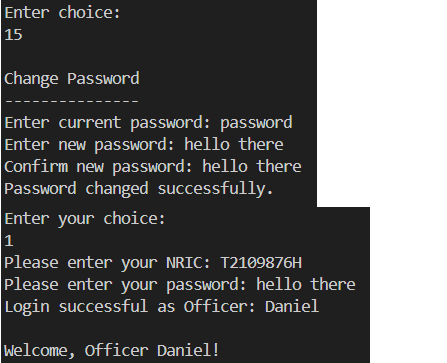 Enter choice:
15
Change Password
---------------
Enter current password: password
Enter new password: hello there
Confirm new password: hello there
Password changed successfully.
Enter your choice:
1
Please enter your NRIC: T2109876H
Please enter your password: hello there
Login successful as Officer: Daniel
Welcome, Officer Daniel!